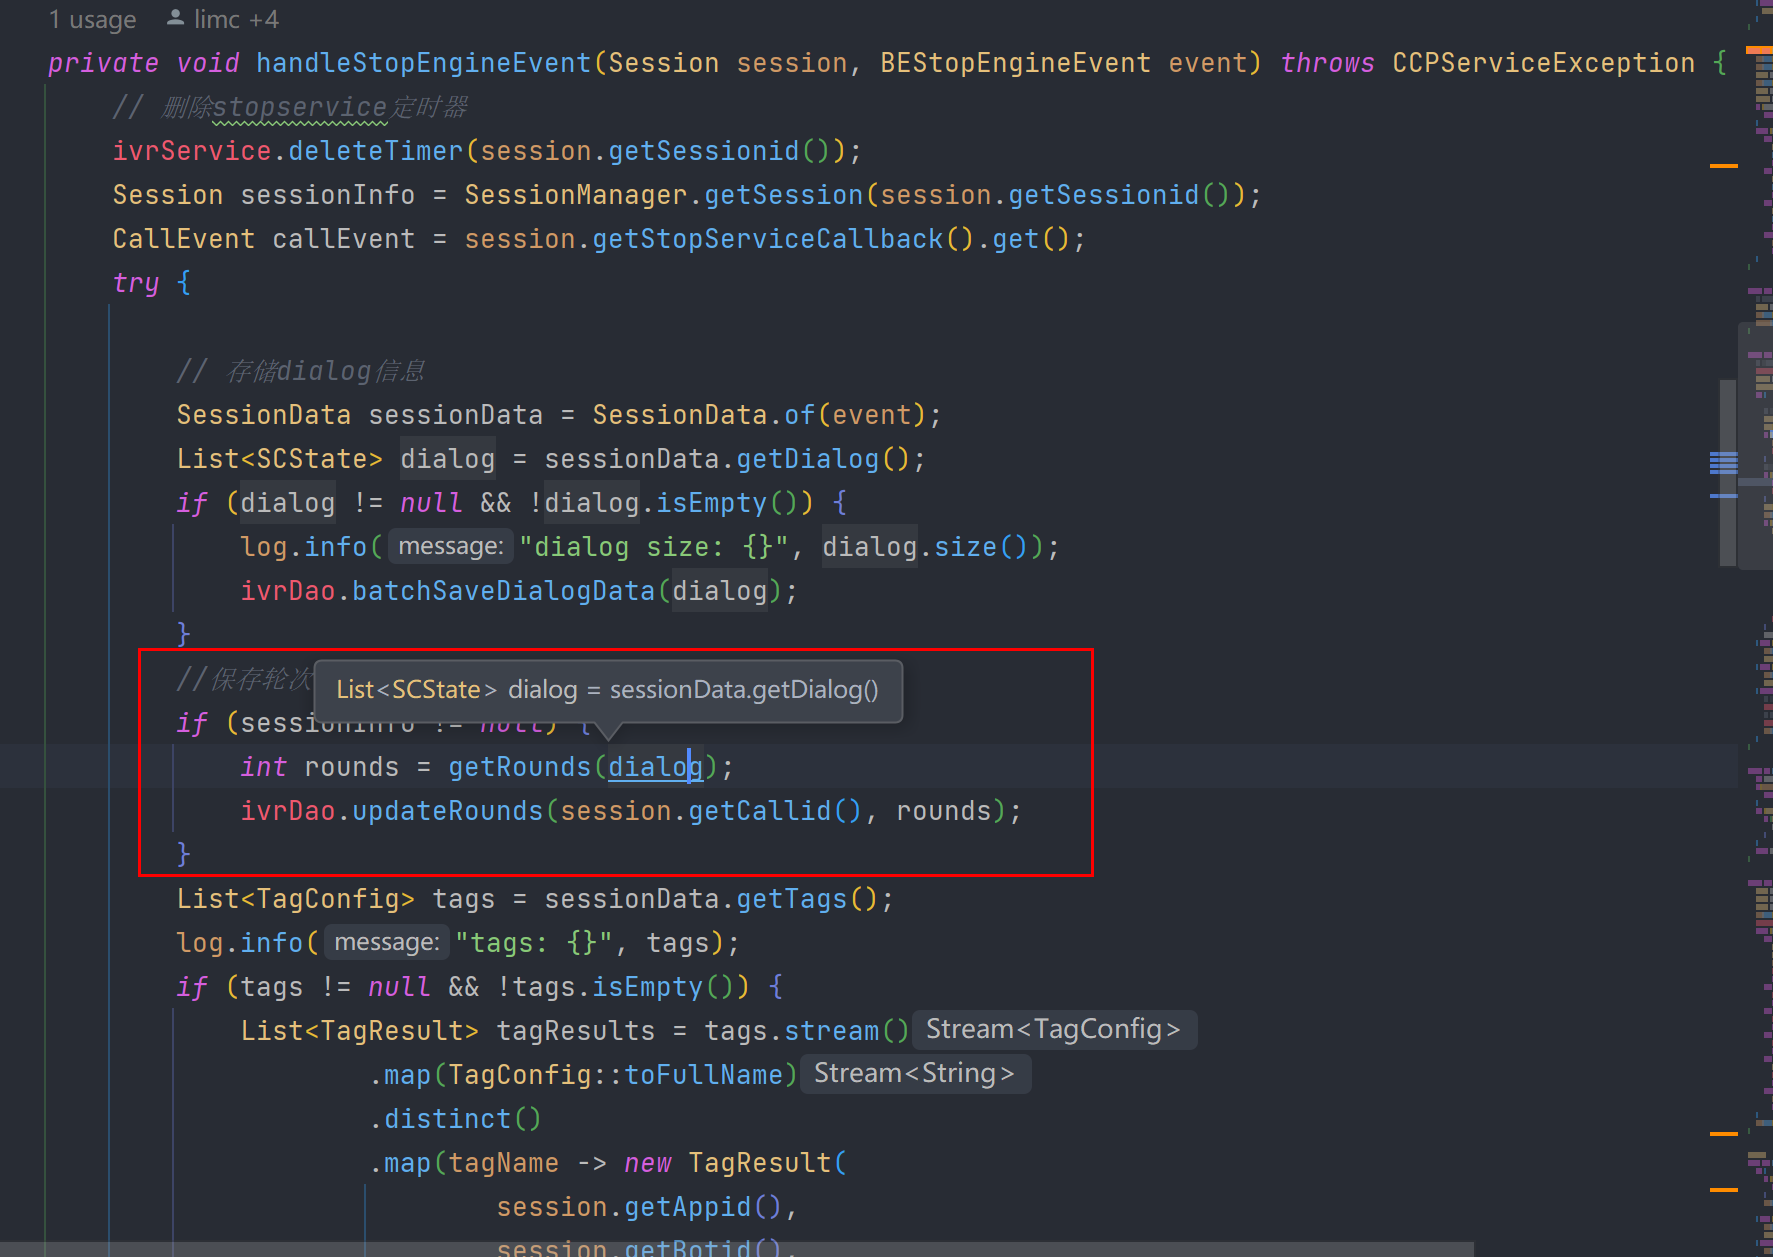 1 usage limc +4
private void handleStopEngineEvent(Session session, BEStopEngineEvent event) throws CCPServiceException {
// 删除stopservice定时器
ivrService.deleteTimer(session.getSessionid());
Session sessionInfo = SessionManager.getSession(session.getSessionid());
CallEvent callEvent = session.getStopServiceCallback().get();
try {
// 存储dialog信息
SessionData sessionData = SessionData.of(event);
List<SCState> dialog = sessionData.getDialog();
if (dialog != null && !dialog.isEmpty()) {
log.info( message: "dialog size: {}", dialog.size());
ivrDao.batchSaveDialogData(dialog);
}
//保存轮次
List<SCState> dialog = sessionData.getDialog()
if (sessionInfo != null) {
int rounds = getRounds(dialog);
ivrDao.updateRounds(session.getCallid(), rounds);
}
List<TagConfig> tags = sessionData.getTags();
log.info( message: "tags: {}", tags);
if (tags != null && !tags.isEmpty()) {
List<TagResult> tagResults = tags.stream() Stream<TagConfig>
.map(TagConfig::toFullName) Stream<String>
.distinct()
.map(tagName -> new TagResult(
session.getAppid(),
session.getBotid(),